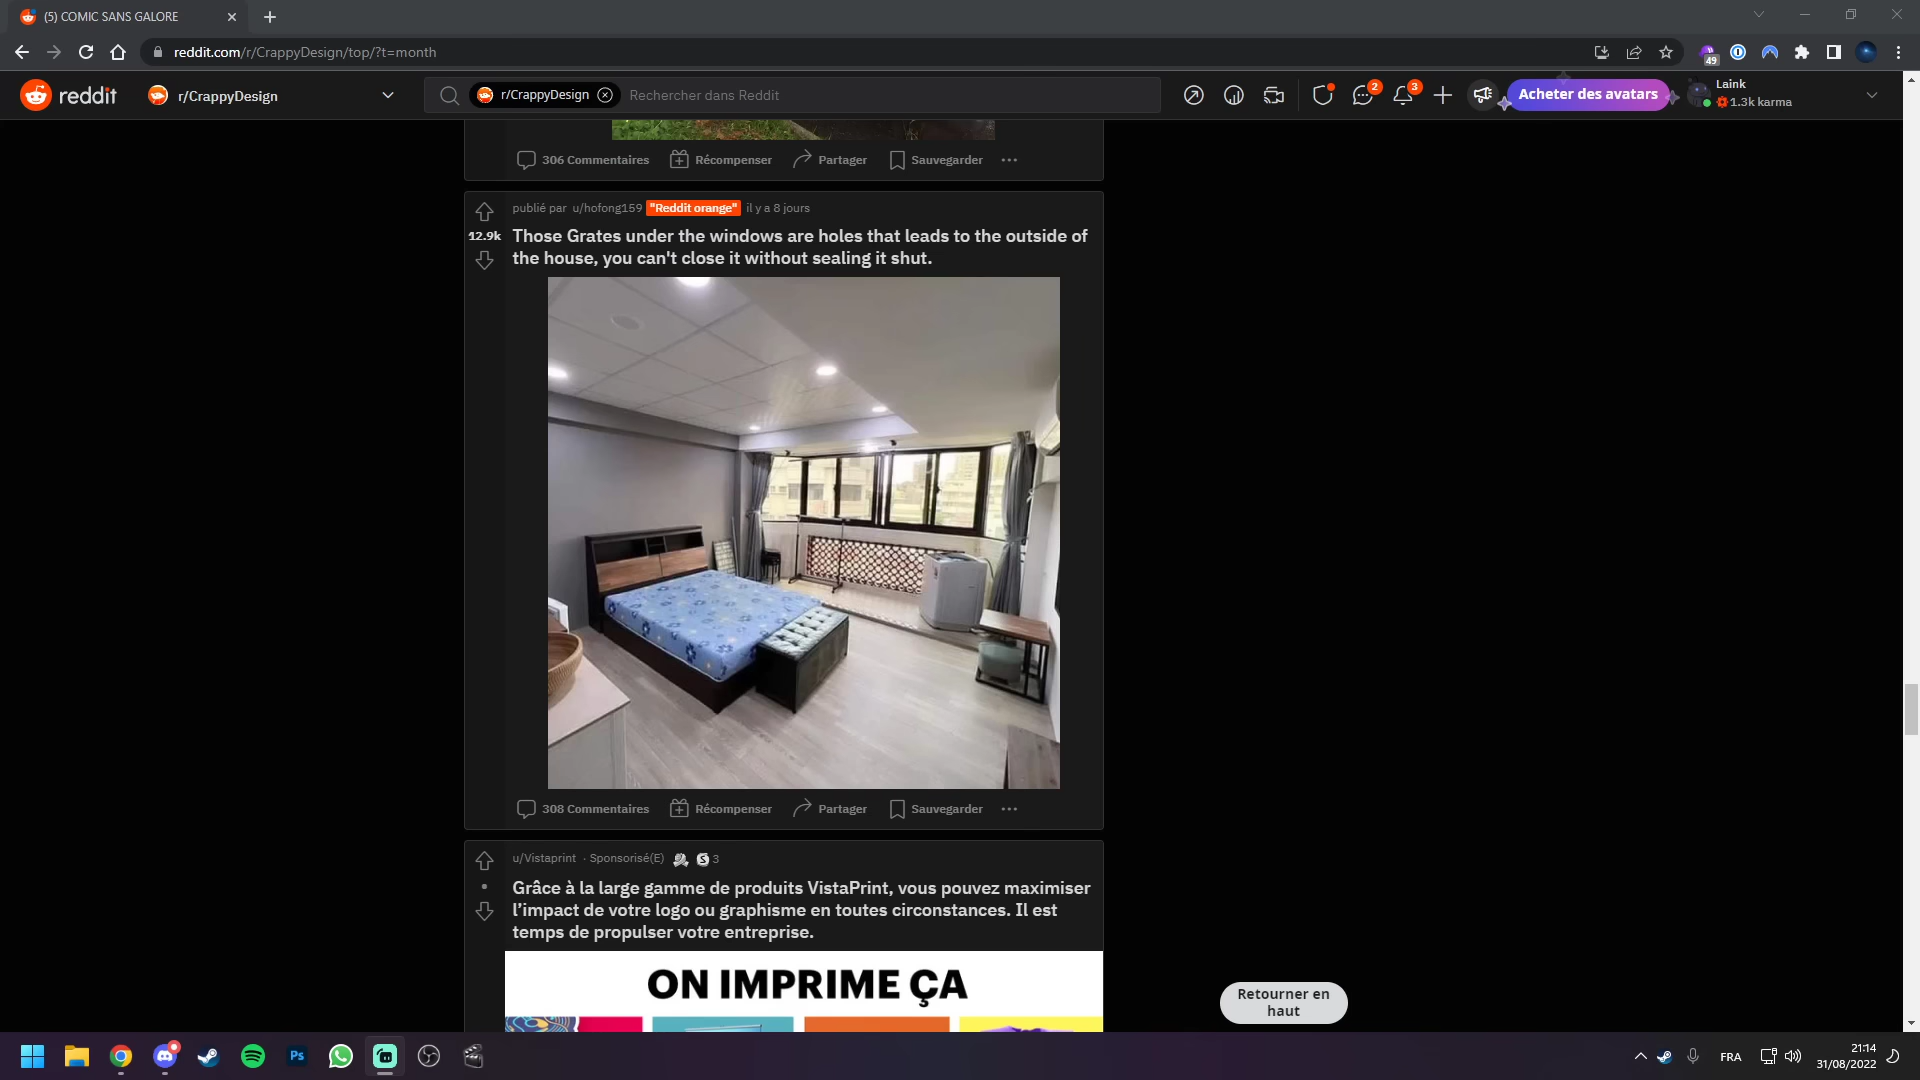 (5) COMIC SANS GALORE
reddit.com/r/CrappyDesign/top/?t=month
49
reddit
r/CrappyDesign
r/CrappyDesign
Rechercher dans Reddit
2
3
Acheter des avatars
Laink
1.3k karma
306 Commentaires
Récompenser
Partager
Sauvegarder
publié par u/hofong159 "Reddit orange" il y a 8 jours
12.9k
Those Grates under the windows are holes that leads to the outside of
the house, you can't close it without sealing it shut.
308 Commentaires
Récompenser
Partager
Sauvegarder
u/Vistaprint · Sponsorisé(E) S 3
Grâce à la large gamme de produits VistaPrint, vous pouvez maximiser
l’impact de votre logo ou graphisme en toutes circonstances. Il est
temps de propulser votre entreprise.
ON IMPRIME ÇA
Retourner en
haut
Ps
FRA
21:14
31/08/2022